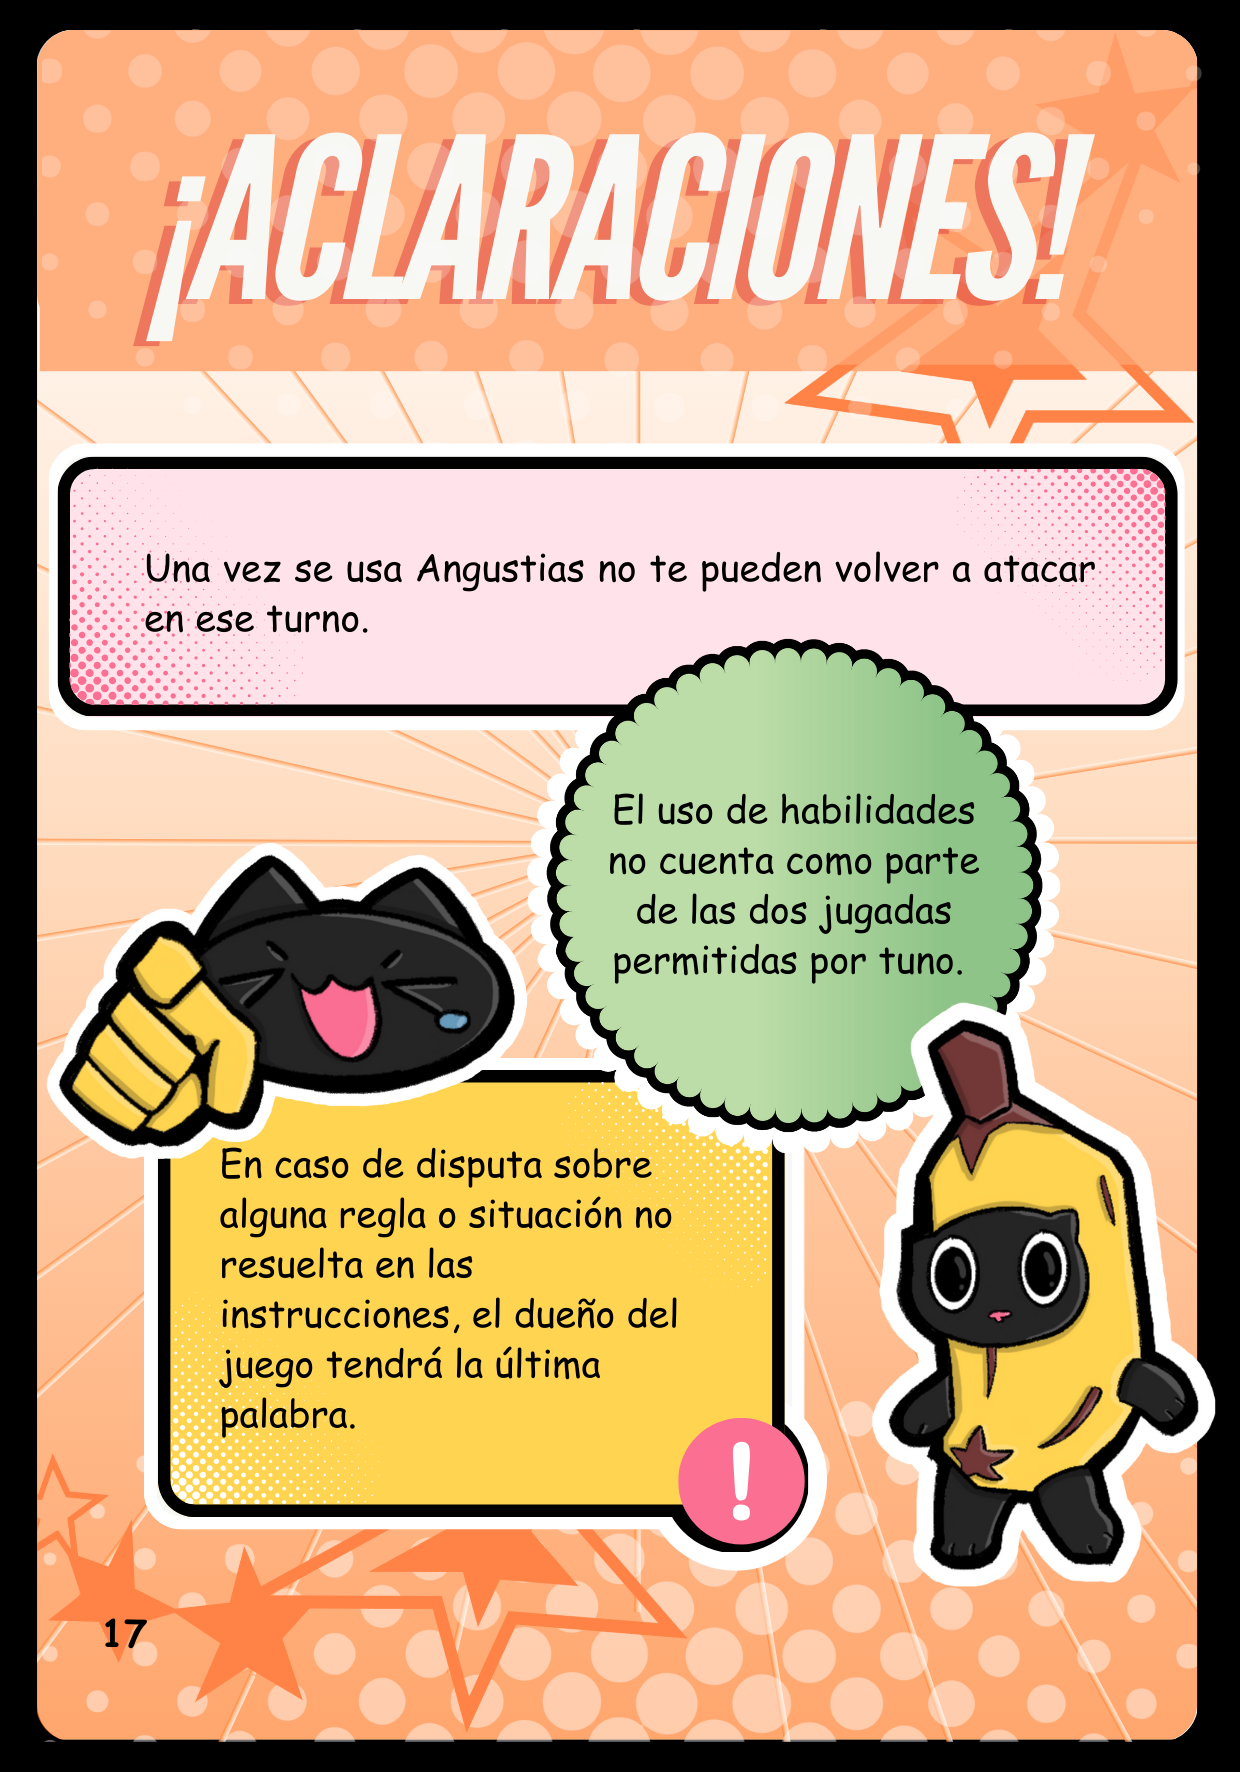 ¡ACLARACIONES!
Una vez se usa Angustias no te pueden volver a atacar
en ese turno.
El uso de habilidades
no cuenta como parte
de las dos jugadas
permitidas por tuno.
En caso de disputa sobre
alguna regla o situación no
resuelta en las
instrucciones, el dueño del
juego tendrá la última
palabra.
!
17